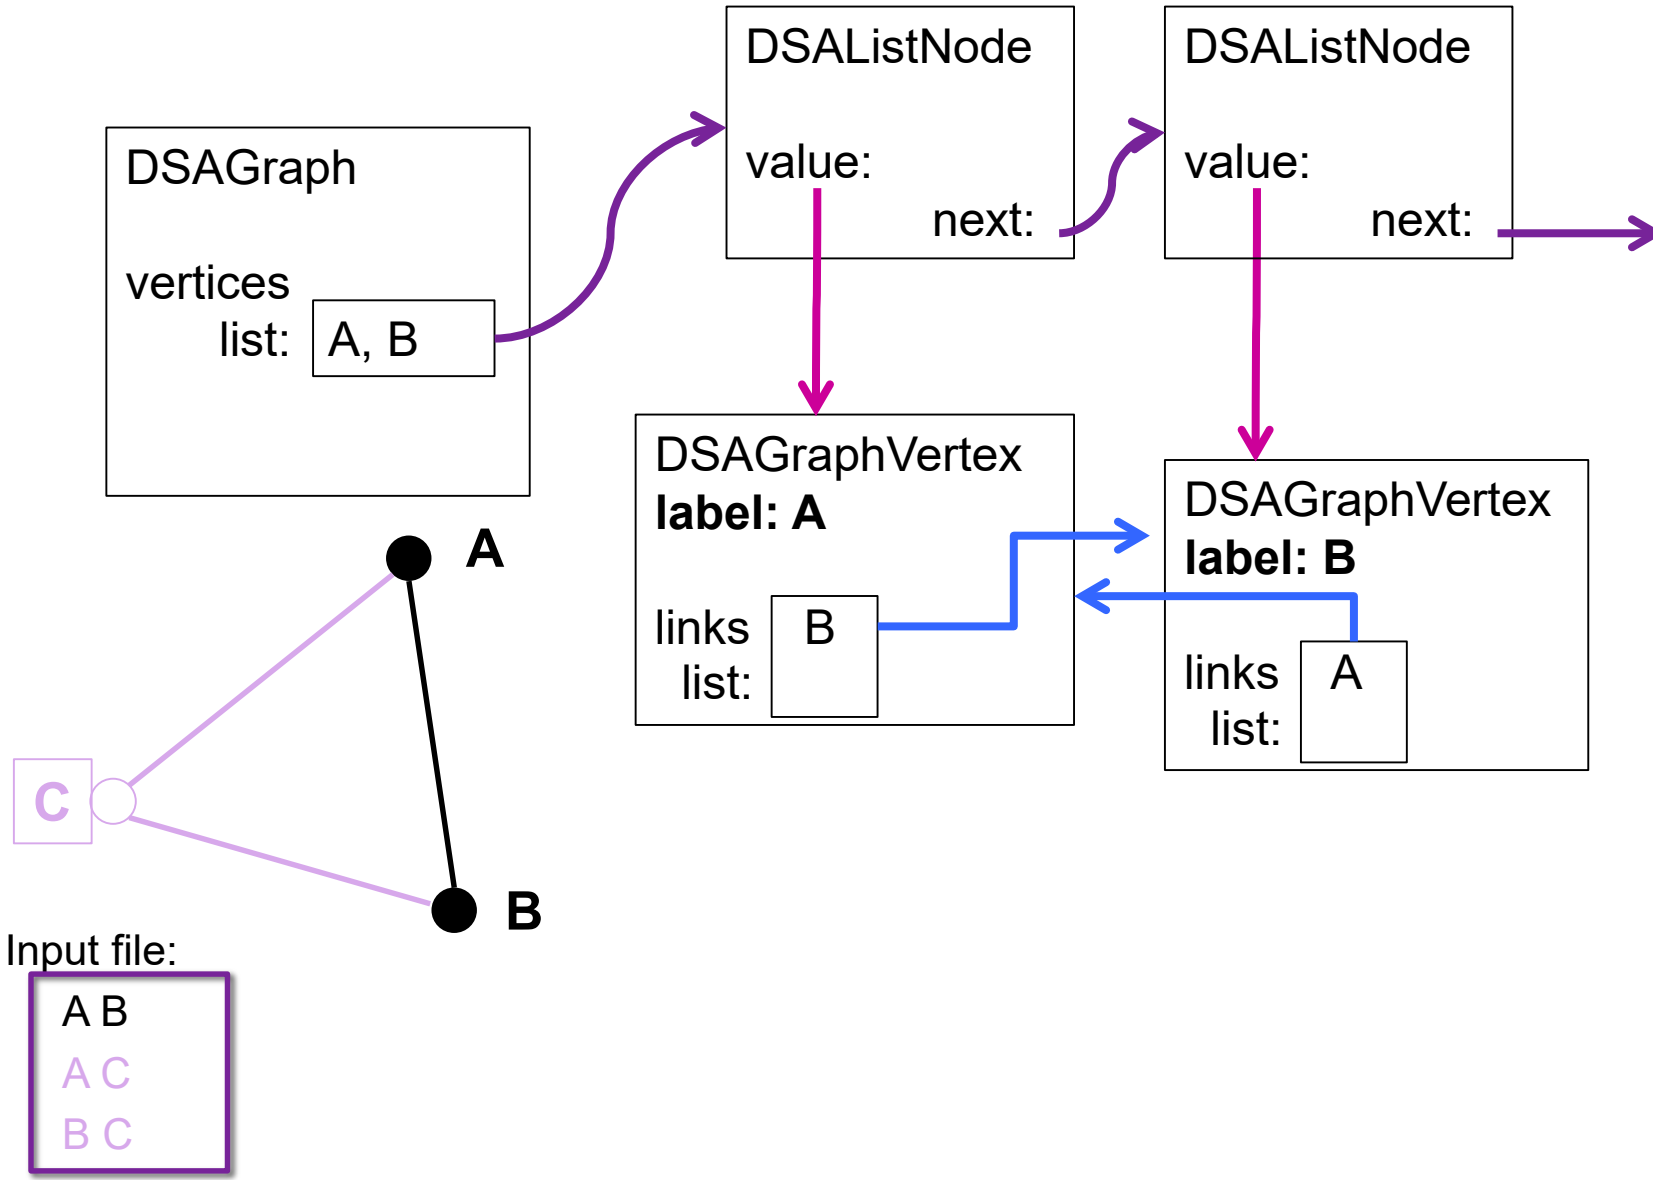 DSAGraph
vertices
list:
A, B
DSAListNode
value:
next:
DSAListNode
value:
next:
DSAGraphVertex
label: A
links
list:
B
DSAGraphVertex
label: B
links
list:
A
A
C
B
Input file:
A B
A C
B C